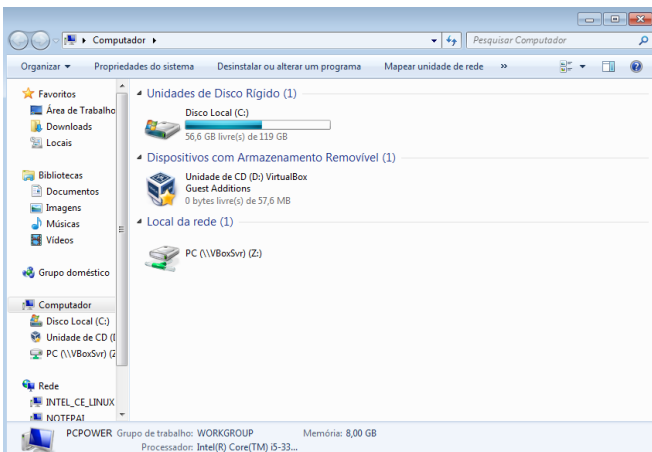 Computador
Pesquisar Computador
Organizar
Propriedades do sistema
Desinstalar ou alterar um programa
Mapear unidade de rede
»
Favoritos
Área de Trabalho
Downloads
Locais
Bibliotecas
Documentos
Imagens
Músicas
Vídeos
Grupo doméstico
Computador
Disco Local (C:)
Unidade de CD (I
PC (\\VBoxSvr) (Z
Rede
INTEL_CE_LINUX
NOTEPAI
Unidades de Disco Rígido (1)
Disco Local (C:)
56,6 GB livre(s) de 119 GB
Dispositivos com Armazenamento Removível (1)
Unidade de CD (D:) VirtualBox
Guest Additions
0 bytes livre(s) de 57,6 MB
Local da rede (1)
PC (\\VBoxSvr) (Z:)
PCPOWER Grupo de trabalho: WORKGROUP Memória: 8,00 GB
Processador: Intel(R) Core(TM) i5-33...